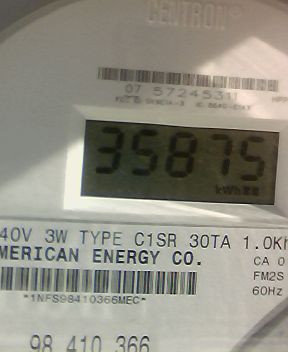 CENTRON®
07 57245311
35875
kWh
40V 3W TYPE C1SR 30TA 1.0Kh
MERICAN ENERGY CO.
CA 0
FM2S
60Hz
*1NFS98410366MEC*
98 410 366